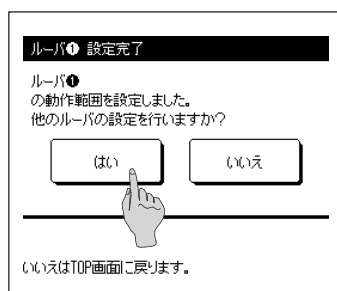 ルーバ❶ 設定完了
ルーバ❶
の動作範囲を設定しました。
他のルーバの設定を行いますか?
はい
いいえ
いいえはTOP画面に戻ります。